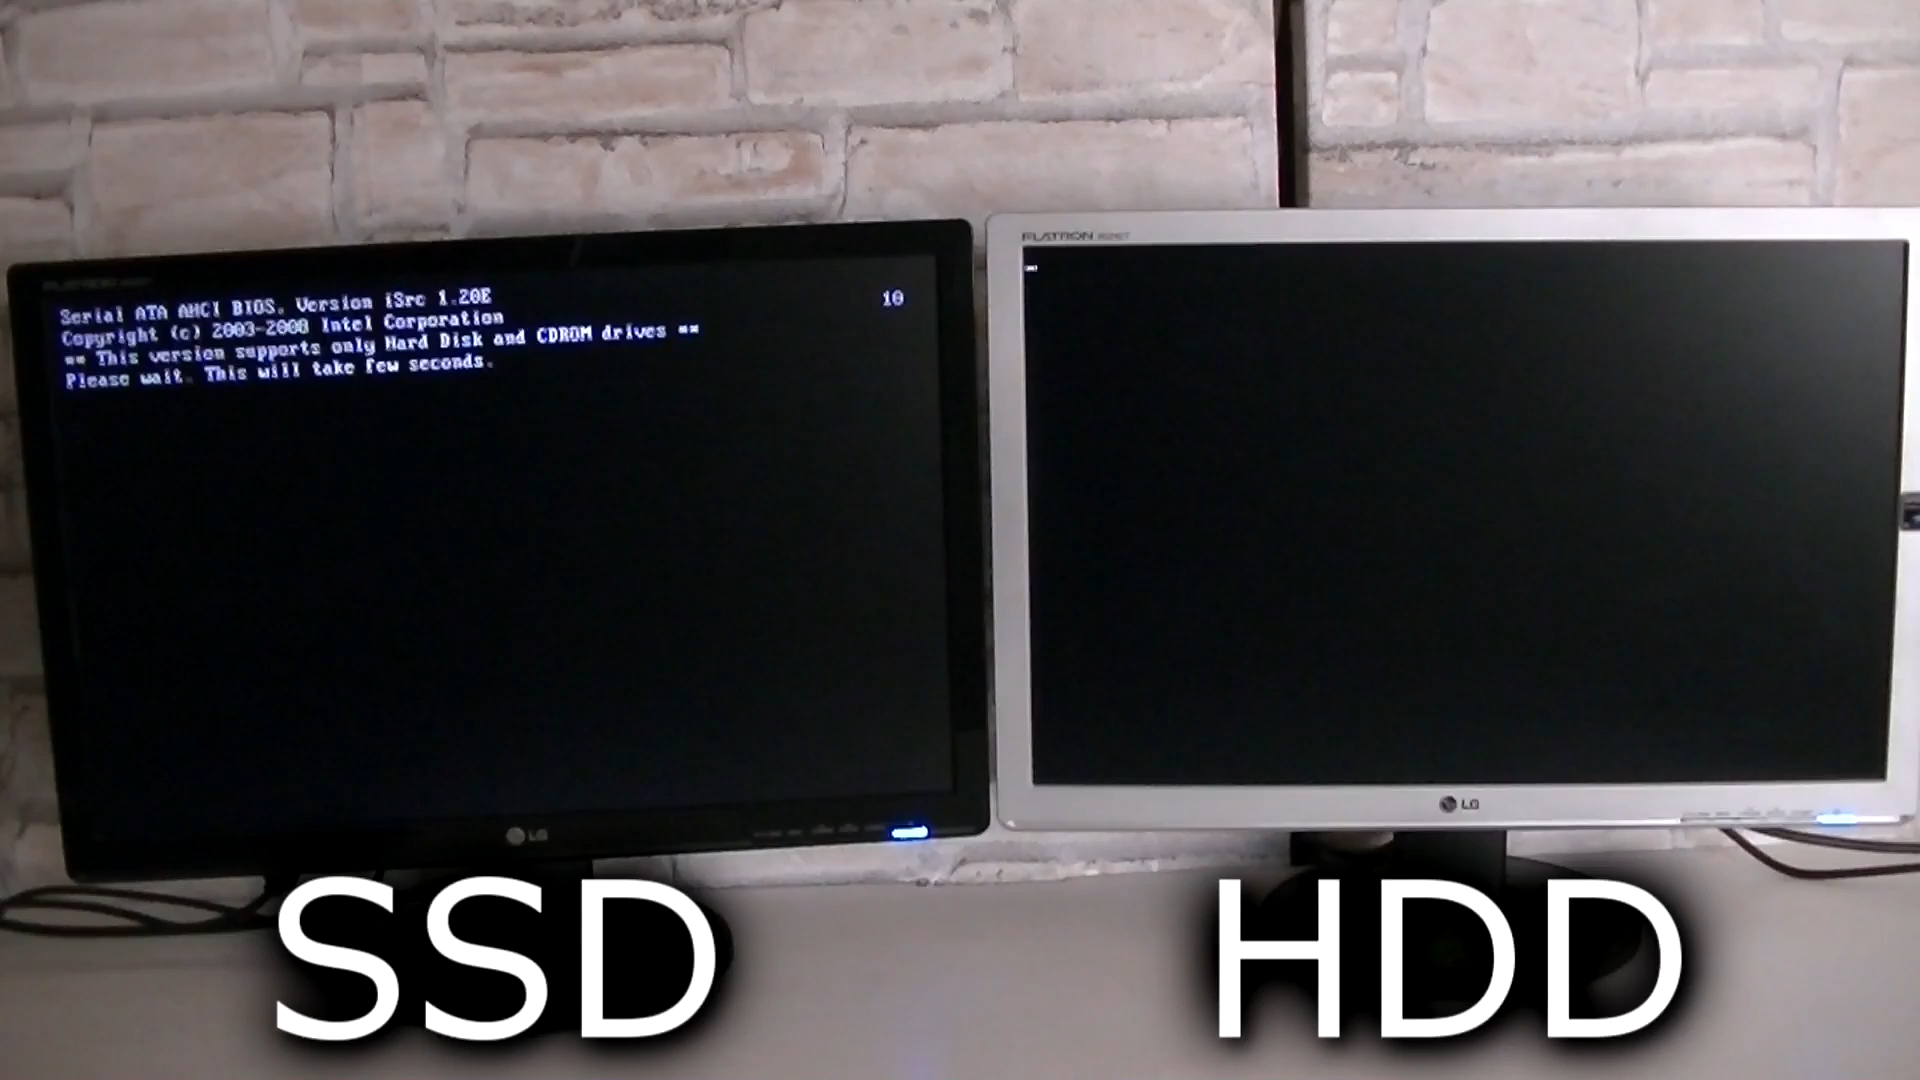 Serial ATA AHCI BIOS, Version iSrc 1.20E
10
Copyright (c) 2003-2008 Intel Corporation
** This version supports only Hard Disk and CDROM drives **
Please wait. This will take few seconds.
FLATRON
LG
LG
SSD
HDD